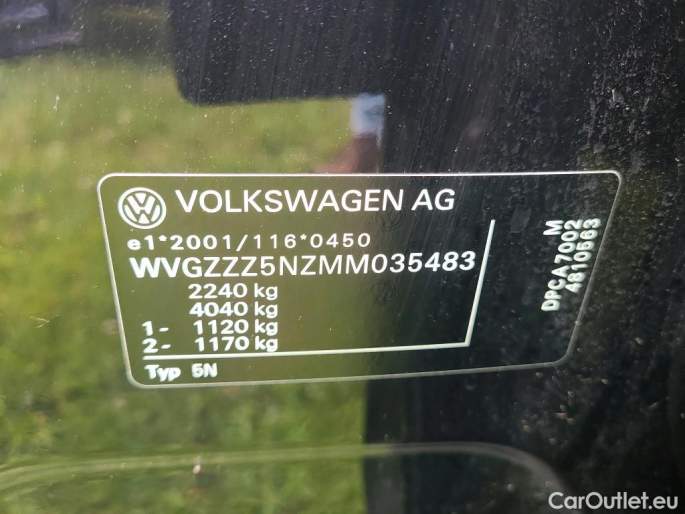 VOLKSWAGEN AG
e1*2001/116*0450
WVGZZZ5NZMM035483
2240 kg
4040 kg
1- 1120 kg
2- 1170 kg
Typ 5N
M
DPCA7002
4810563
CarOutlet.eu